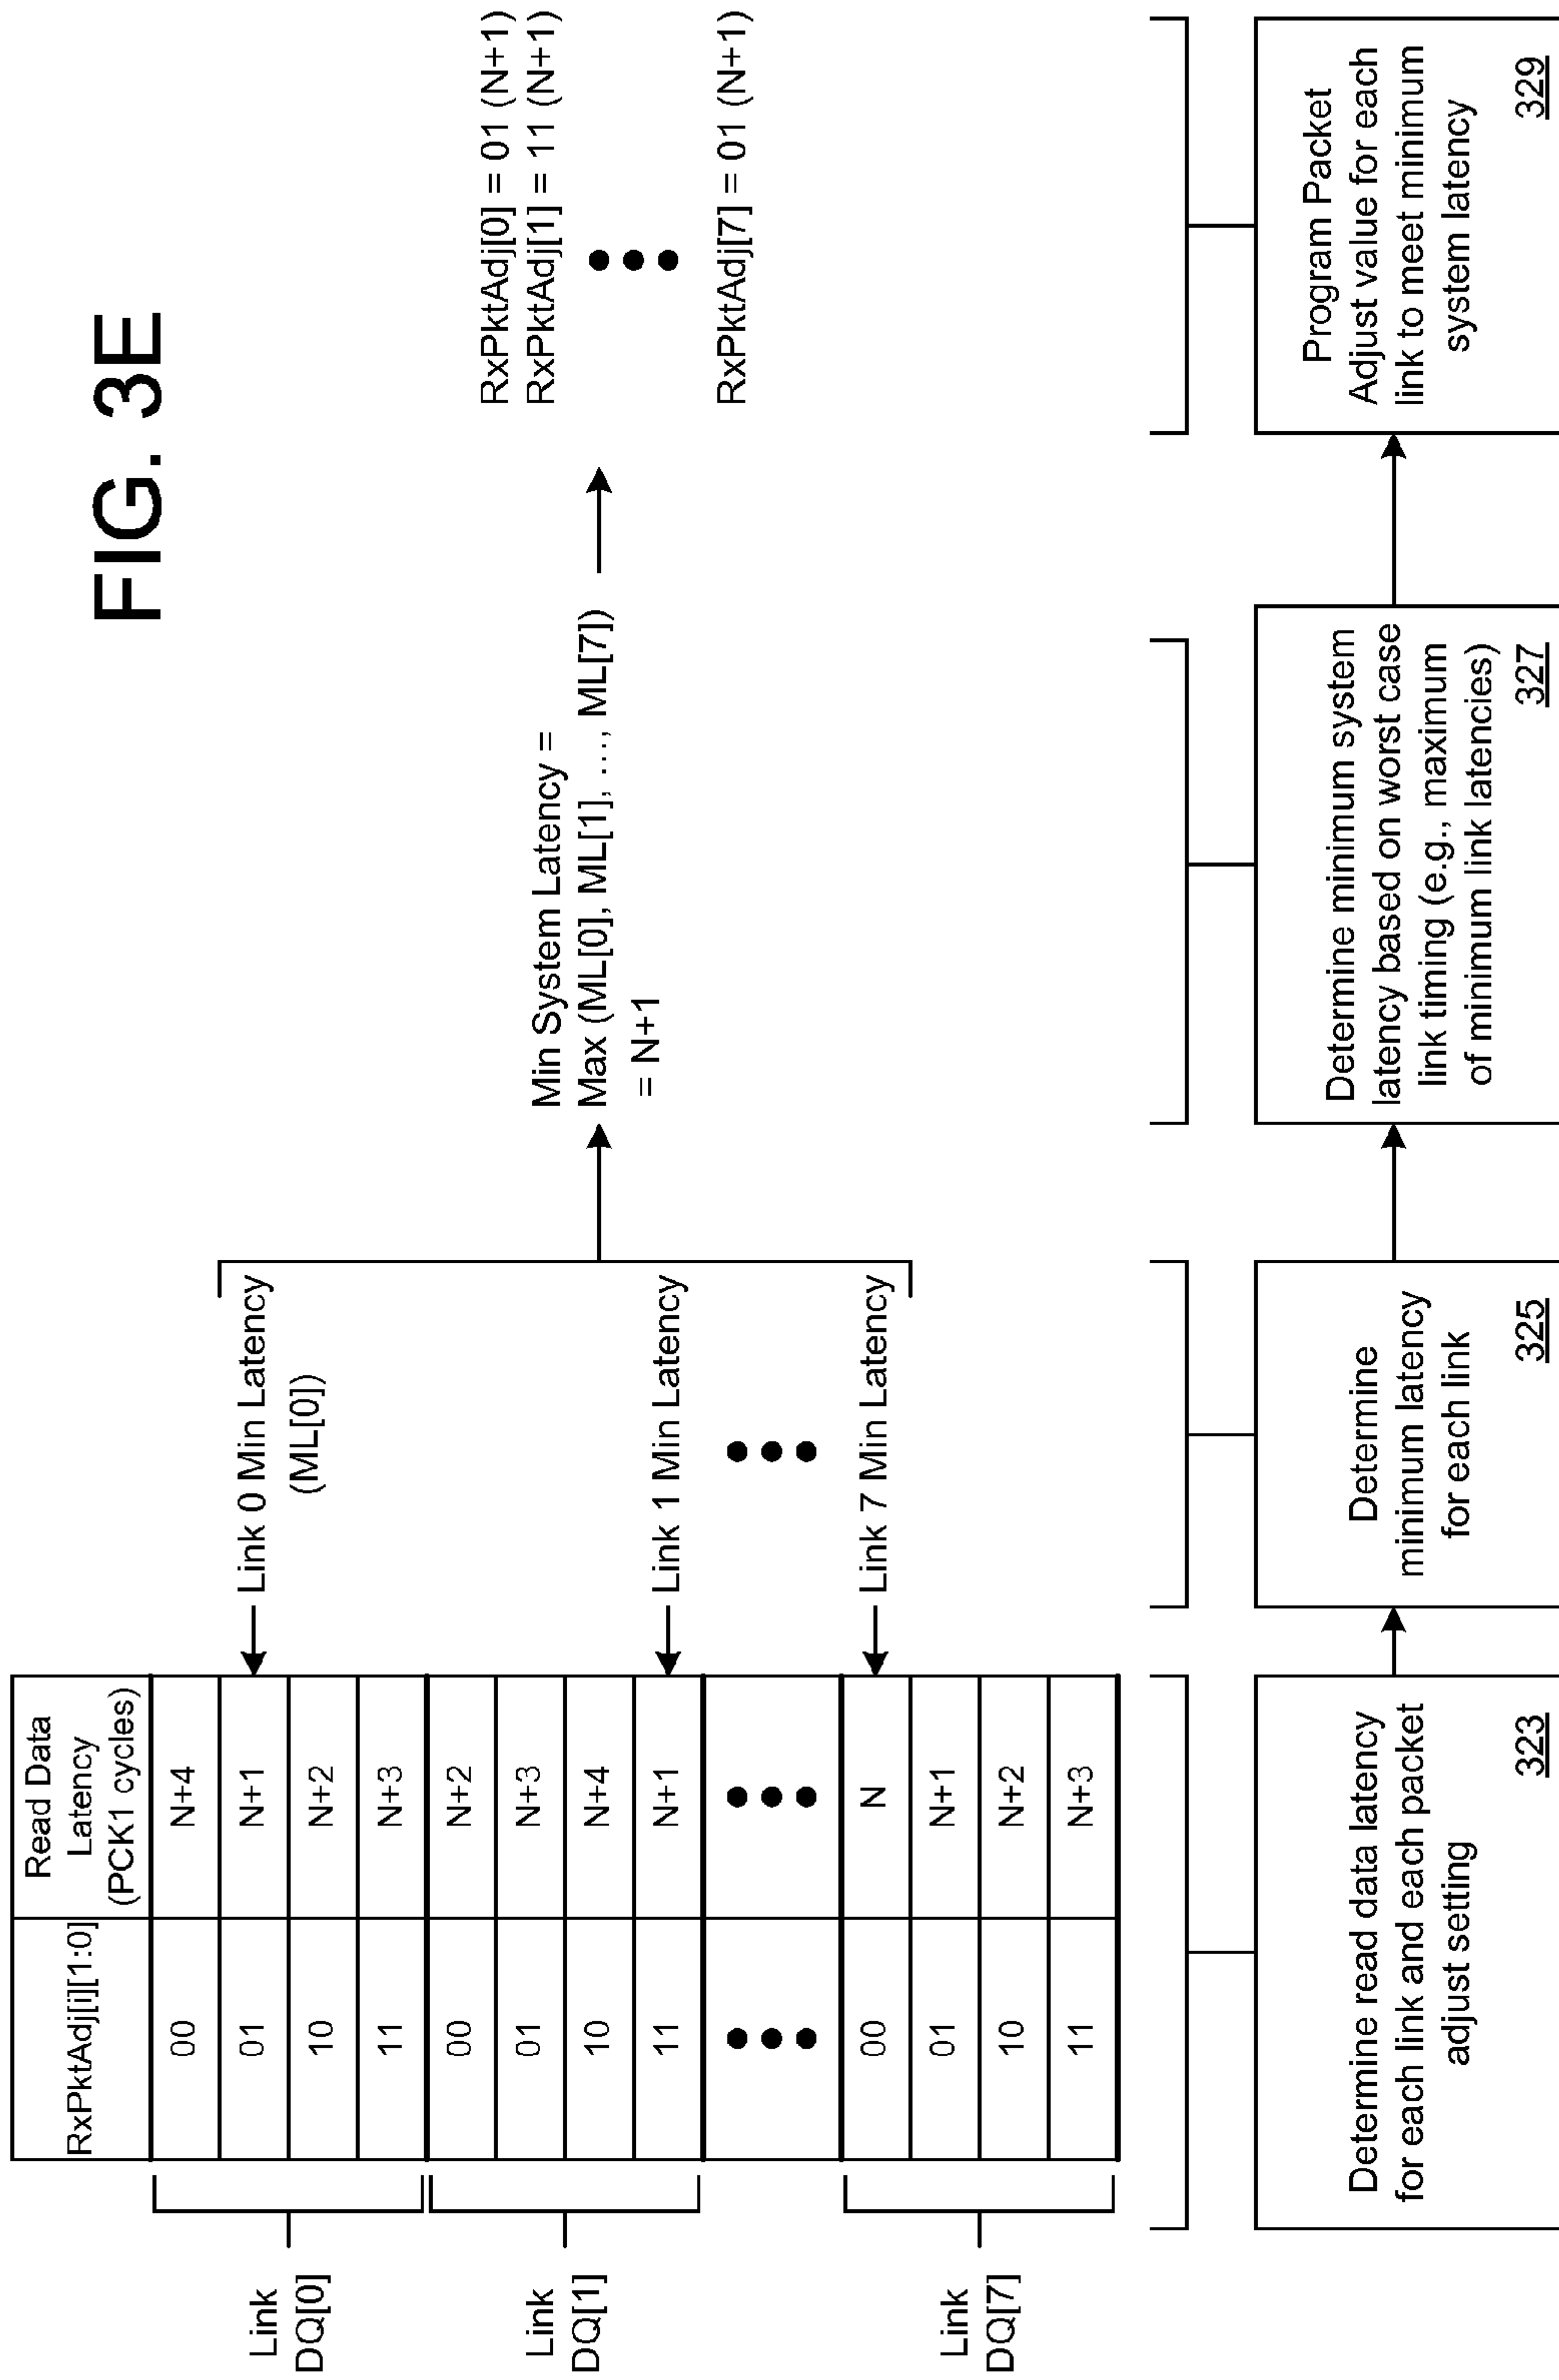 FIG. 3E
RxPktAdj[i][1:0]
Read Data
Latency
(PCK1 cycles)
Link
DQ[0]
00 N+4
01 N+1
10 N+2
11 N+3
Link
DQ[1]
00 N+2
01 N+3
10 N+4
11 N+1
Link
DQ[7]
00 N
01 N+1
10 N+2
11 N+3
Link 0 Min Latency
(ML[0])
Link 1 Min Latency
Link 7 Min Latency
Min System Latency =
Max (ML[0], ML[1], ..., ML[7])
= N+1
RxPktAdj[0] = 01 (N+1)
RxPktAdj[1] = 11 (N+1)
RxPktAdj[7] = 01 (N+1)
Determine read data latency
for each link and each packet
adjust setting
323
Determine
minimum latency
for each link
325
Determine minimum system
latency based on worst case
link timing (e.g., maximum
of minimum link latencies)
327
Program Packet
Adjust value for each
link to meet minimum
system latency
329